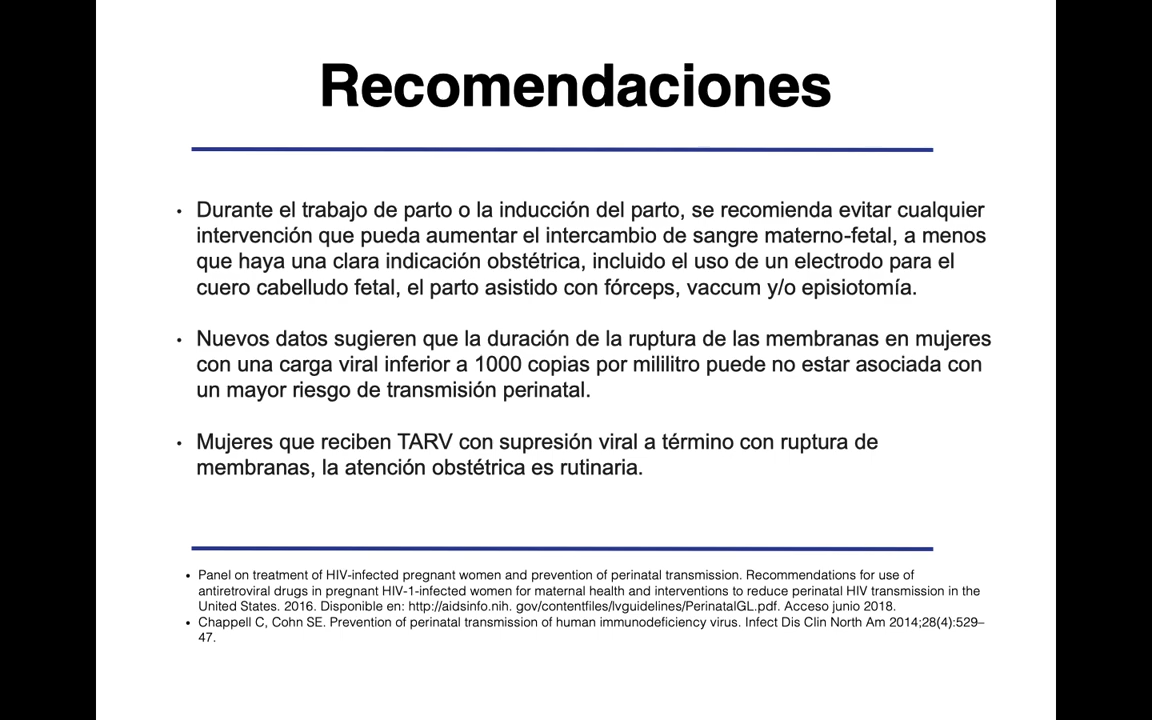 Recomendaciones
• Durante el trabajo de parto o la inducción del parto, se recomienda evitar cualquier
intervención que pueda aumentar el intercambio de sangre materno-fetal, a menos
que haya una clara indicación obstétrica, incluido el uso de un electrodo para el
cuero cabelludo fetal, el parto asistido con fórceps, vaccum y/o episiotomía.
• Nuevos datos sugieren que la duración de la ruptura de las membranas en mujeres
con una carga viral inferior a 1000 copias por mililitro puede no estar asociada con
un mayor riesgo de transmisión perinatal.
• Mujeres que reciben TARV con supresión viral a término con ruptura de
membranas, la atención obstétrica es rutinaria.
• Panel on treatment of HIV-infected pregnant women and prevention of perinatal transmission. Recommendations for use of
antiretroviral drugs in pregnant HIV-1-infected women for maternal health and interventions to reduce perinatal HIV transmission in the
United States. 2016. Disponible en: http://aidsinfo.nih. gov/contentfiles/lvguidelines/PerinatalGL.pdf. Acceso junio 2018.
• Chappell C, Cohn SE. Prevention of perinatal transmission of human immunodeficiency virus. Infect Dis Clin North Am 2014;28(4):529–
47.